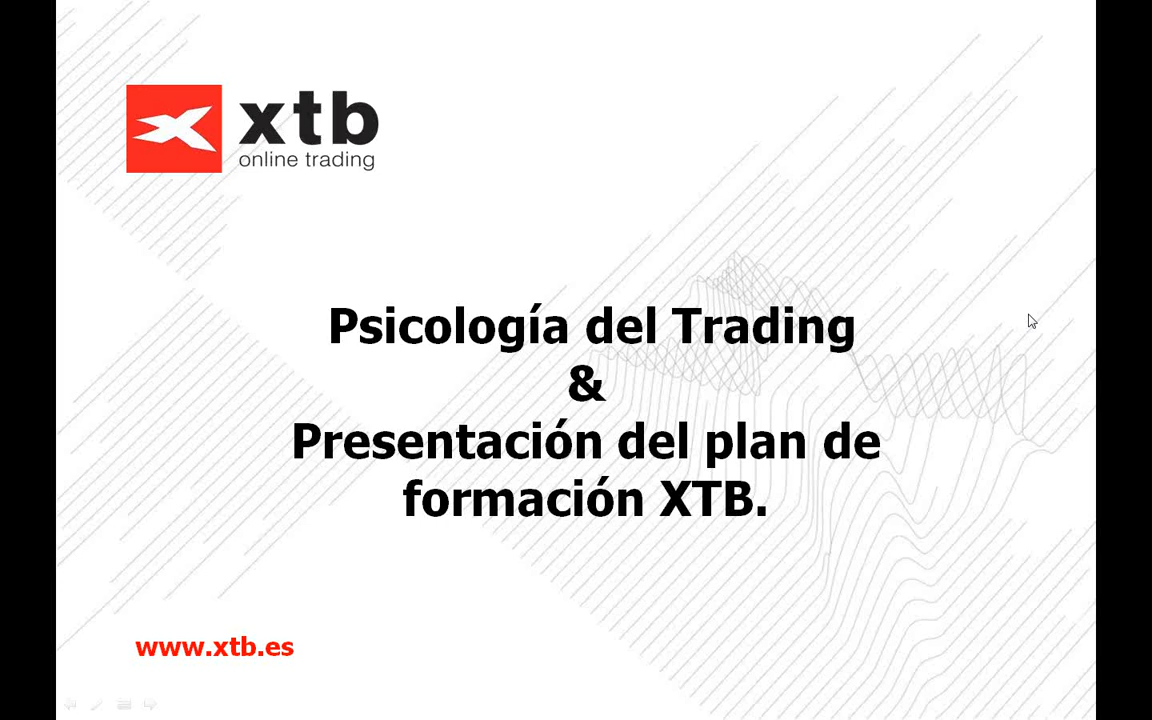 xtb
online trading
Psicología del Trading
&
Presentación del plan de
formación XTB.
www.xtb.es